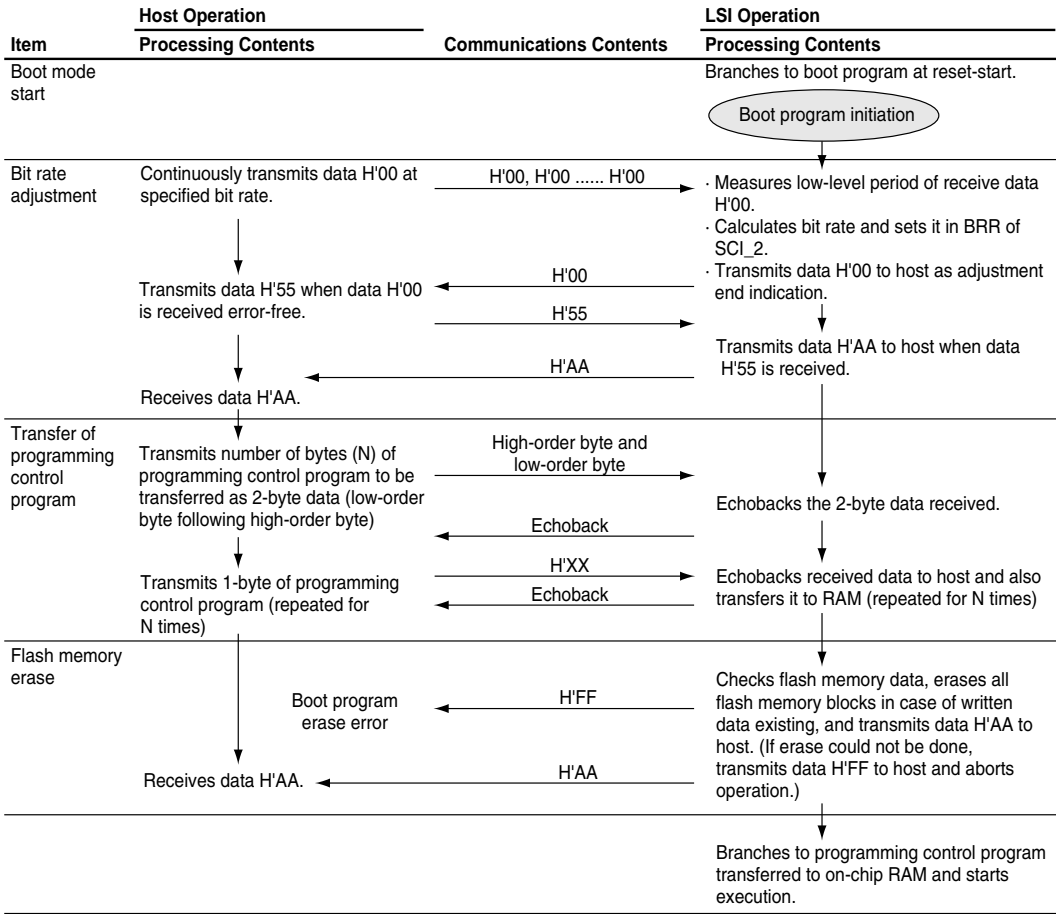 Host Operation
LSI Operation
Item
Processing Contents
Communications Contents
Processing Contents
Boot mode
start
Branches to boot program at reset-start.
Boot program initiation
Bit rate
adjustment
Continuously transmits data H'00 at
specified bit rate.
H'00, H'00 ...... H'00
· Measures low-level period of receive data
H'00.
· Calculates bit rate and sets it in BRR of
SCI_2.
· Transmits data H'00 to host as adjustment
end indication.
H'00
Transmits data H'55 when data H'00
is received error-free.
H'55
Transmits data H'AA to host when data
H'55 is received.
H'AA
Receives data H'AA.
Transfer of
programming
control
program
Transmits number of bytes (N) of
programming control program to be
transferred as 2-byte data (low-order
byte following high-order byte)
High-order byte and
low-order byte
Echobacks the 2-byte data received.
Echoback
Transmits 1-byte of programming
control program (repeated for
N times)
H'XX
Echoback
Echobacks received data to host and also
transfers it to RAM (repeated for N times)
Flash memory
erase
Boot program
erase error
H'FF
Checks flash memory data, erases all
flash memory blocks in case of written
data existing, and transmits data H'AA to
host. (If erase could not be done,
transmits data H'FF to host and aborts
operation.)
Receives data H'AA.
H'AA
Branches to programming control program
transferred to on-chip RAM and starts
execution.